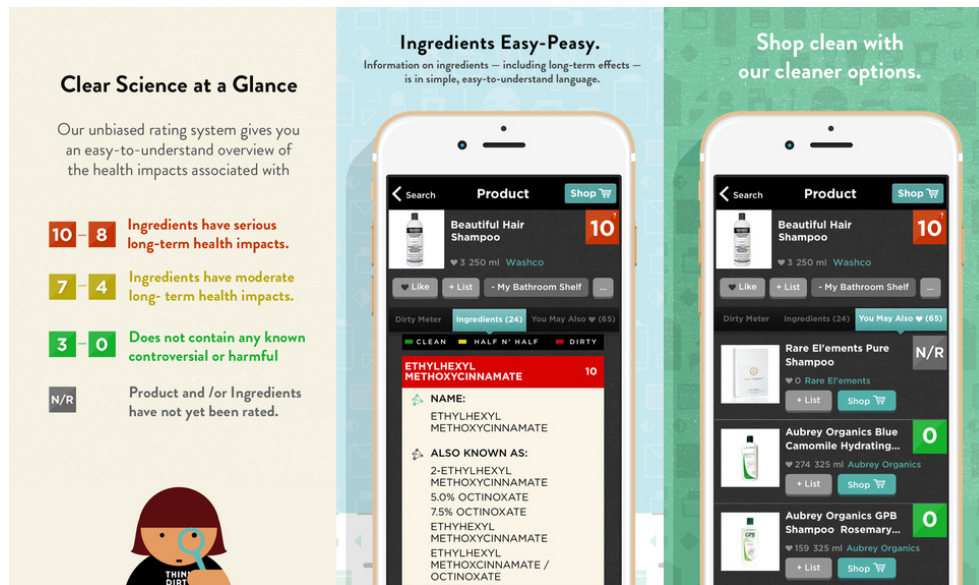 Clear Science at a Glance
Our unbiased rating system gives you
an easy-to-understand overview of
the health impacts associated with
10 - 8
Ingredients have serious
long-term health impacts.
7 - 4
Ingredients have moderate
long- term health impacts.
3 - 0
Does not contain any known
controversial or harmful
N/R
Product and /or Ingredients
have not yet been rated.
THINK
DIRTY
Ingredients Easy-Peasy.
Information on ingredients — including long-term effects —
is in simple, easy-to-understand language.
Search
Product
Shop
Beautiful Hair
Shampoo
10
?
3 250 ml Washco
Like
+ List
- My Bathroom Shelf
...
Dirty Meter
Ingredients (24)
You May Also ♥ (65)
CLEAN
HALF N' HALF
DIRTY
ETHYLHEXYL
METHOXYCINNAMATE
10
NAME:
ETHYLHEXYL
METHOXYCINNAMATE
ALSO KNOWN AS:
2-ETHYLHEXYL
METHOXYCINNAMATE
5.0% OCTINOXATE
7.5% OCTINOXATE
ETHYHEXYL
METHOXYCINNAMATE
ETHYLHEXYL
METHOXCINNAMATE /
OCTINOXATE
Shop clean with
our cleaner options.
Search
Product
Shop
Beautiful Hair
Shampoo
10
?
3 250 ml Washco
Like
+ List
- My Bathroom Shelf
...
Dirty Meter
Ingredients (24)
You May Also ♥ (65)
Rare El'ements Pure
Shampoo
N/R
0 Rare El'ements
+ List
Shop
Aubrey Organics Blue
Camomile Hydrating...
0
274 325 ml Aubrey Organics
+ List
Shop
Aubrey Organics GPB
Shampoo Rosemary...
0
GPB
159 325 ml Aubrey Organics
+ List
Shop